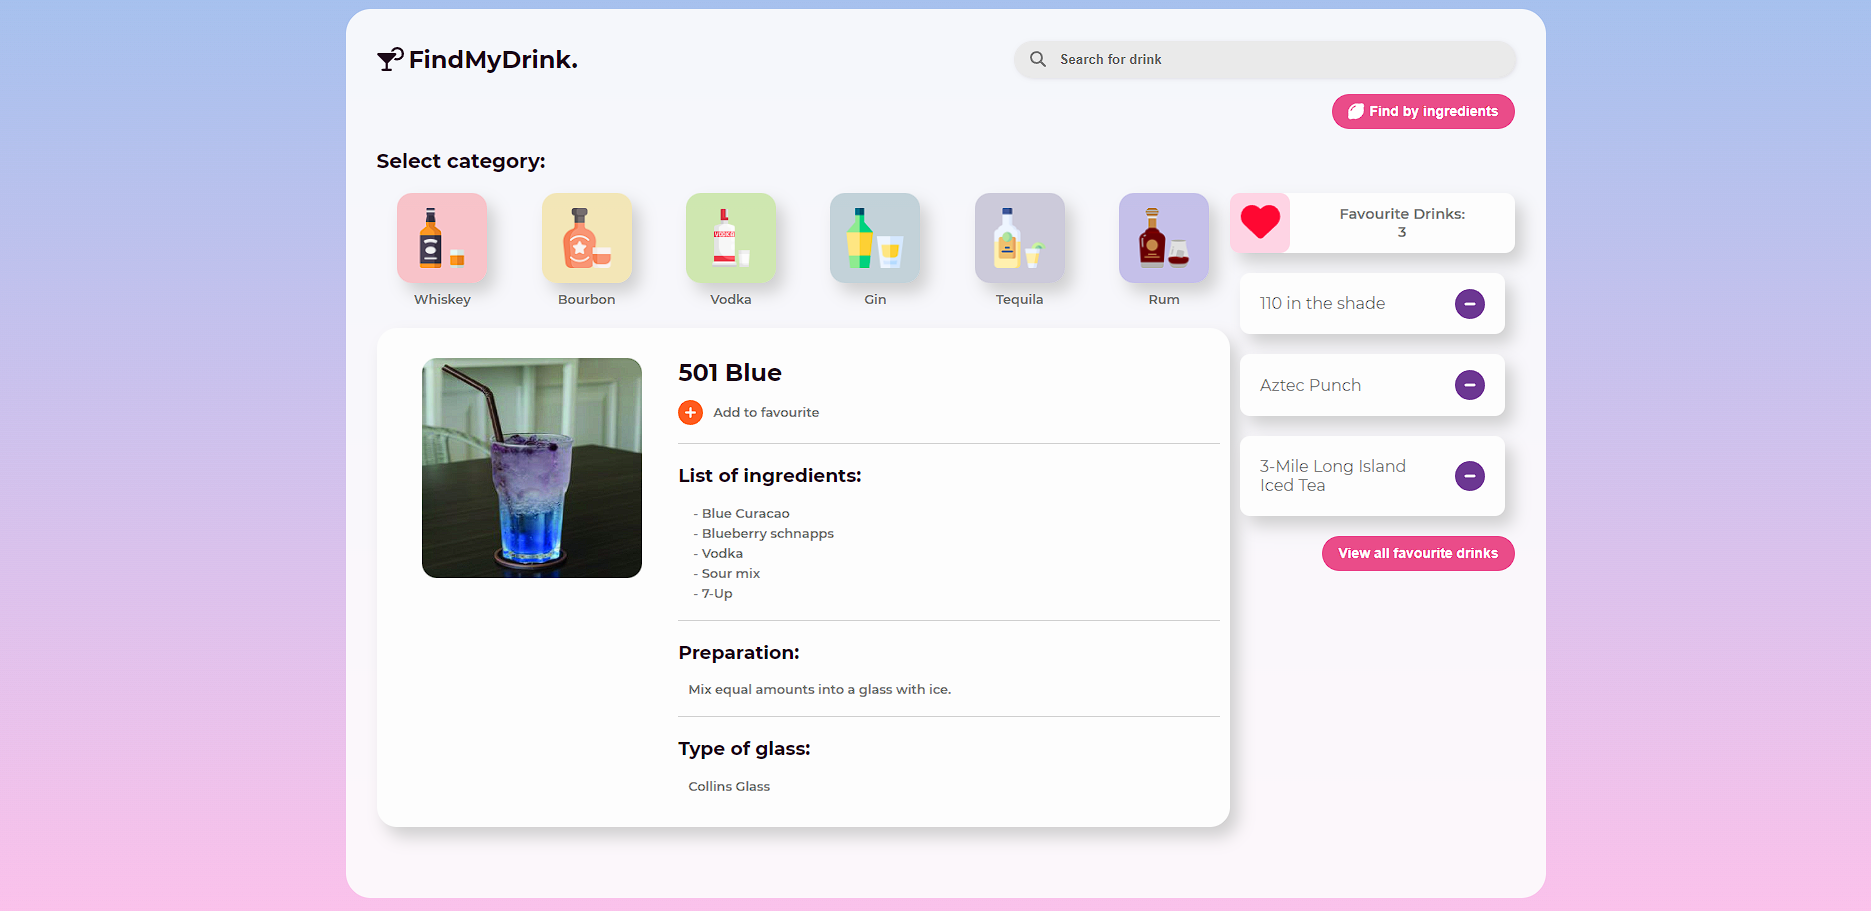 FindMyDrink.
Search for drink
Find by ingredients
Select category:
VODKA
Whiskey
Bourbon
Vodka
Gin
Tequila
Rum
Favourite Drinks:
3
110 in the shade
Aztec Punch
3-Mile Long Island
Iced Tea
View all favourite drinks
501 Blue
Add to favourite
List of ingredients:
- Blue Curacao
- Blueberry schnapps
- Vodka
- Sour mix
- 7-Up
Preparation:
Mix equal amounts into a glass with ice.
Type of glass:
Collins Glass